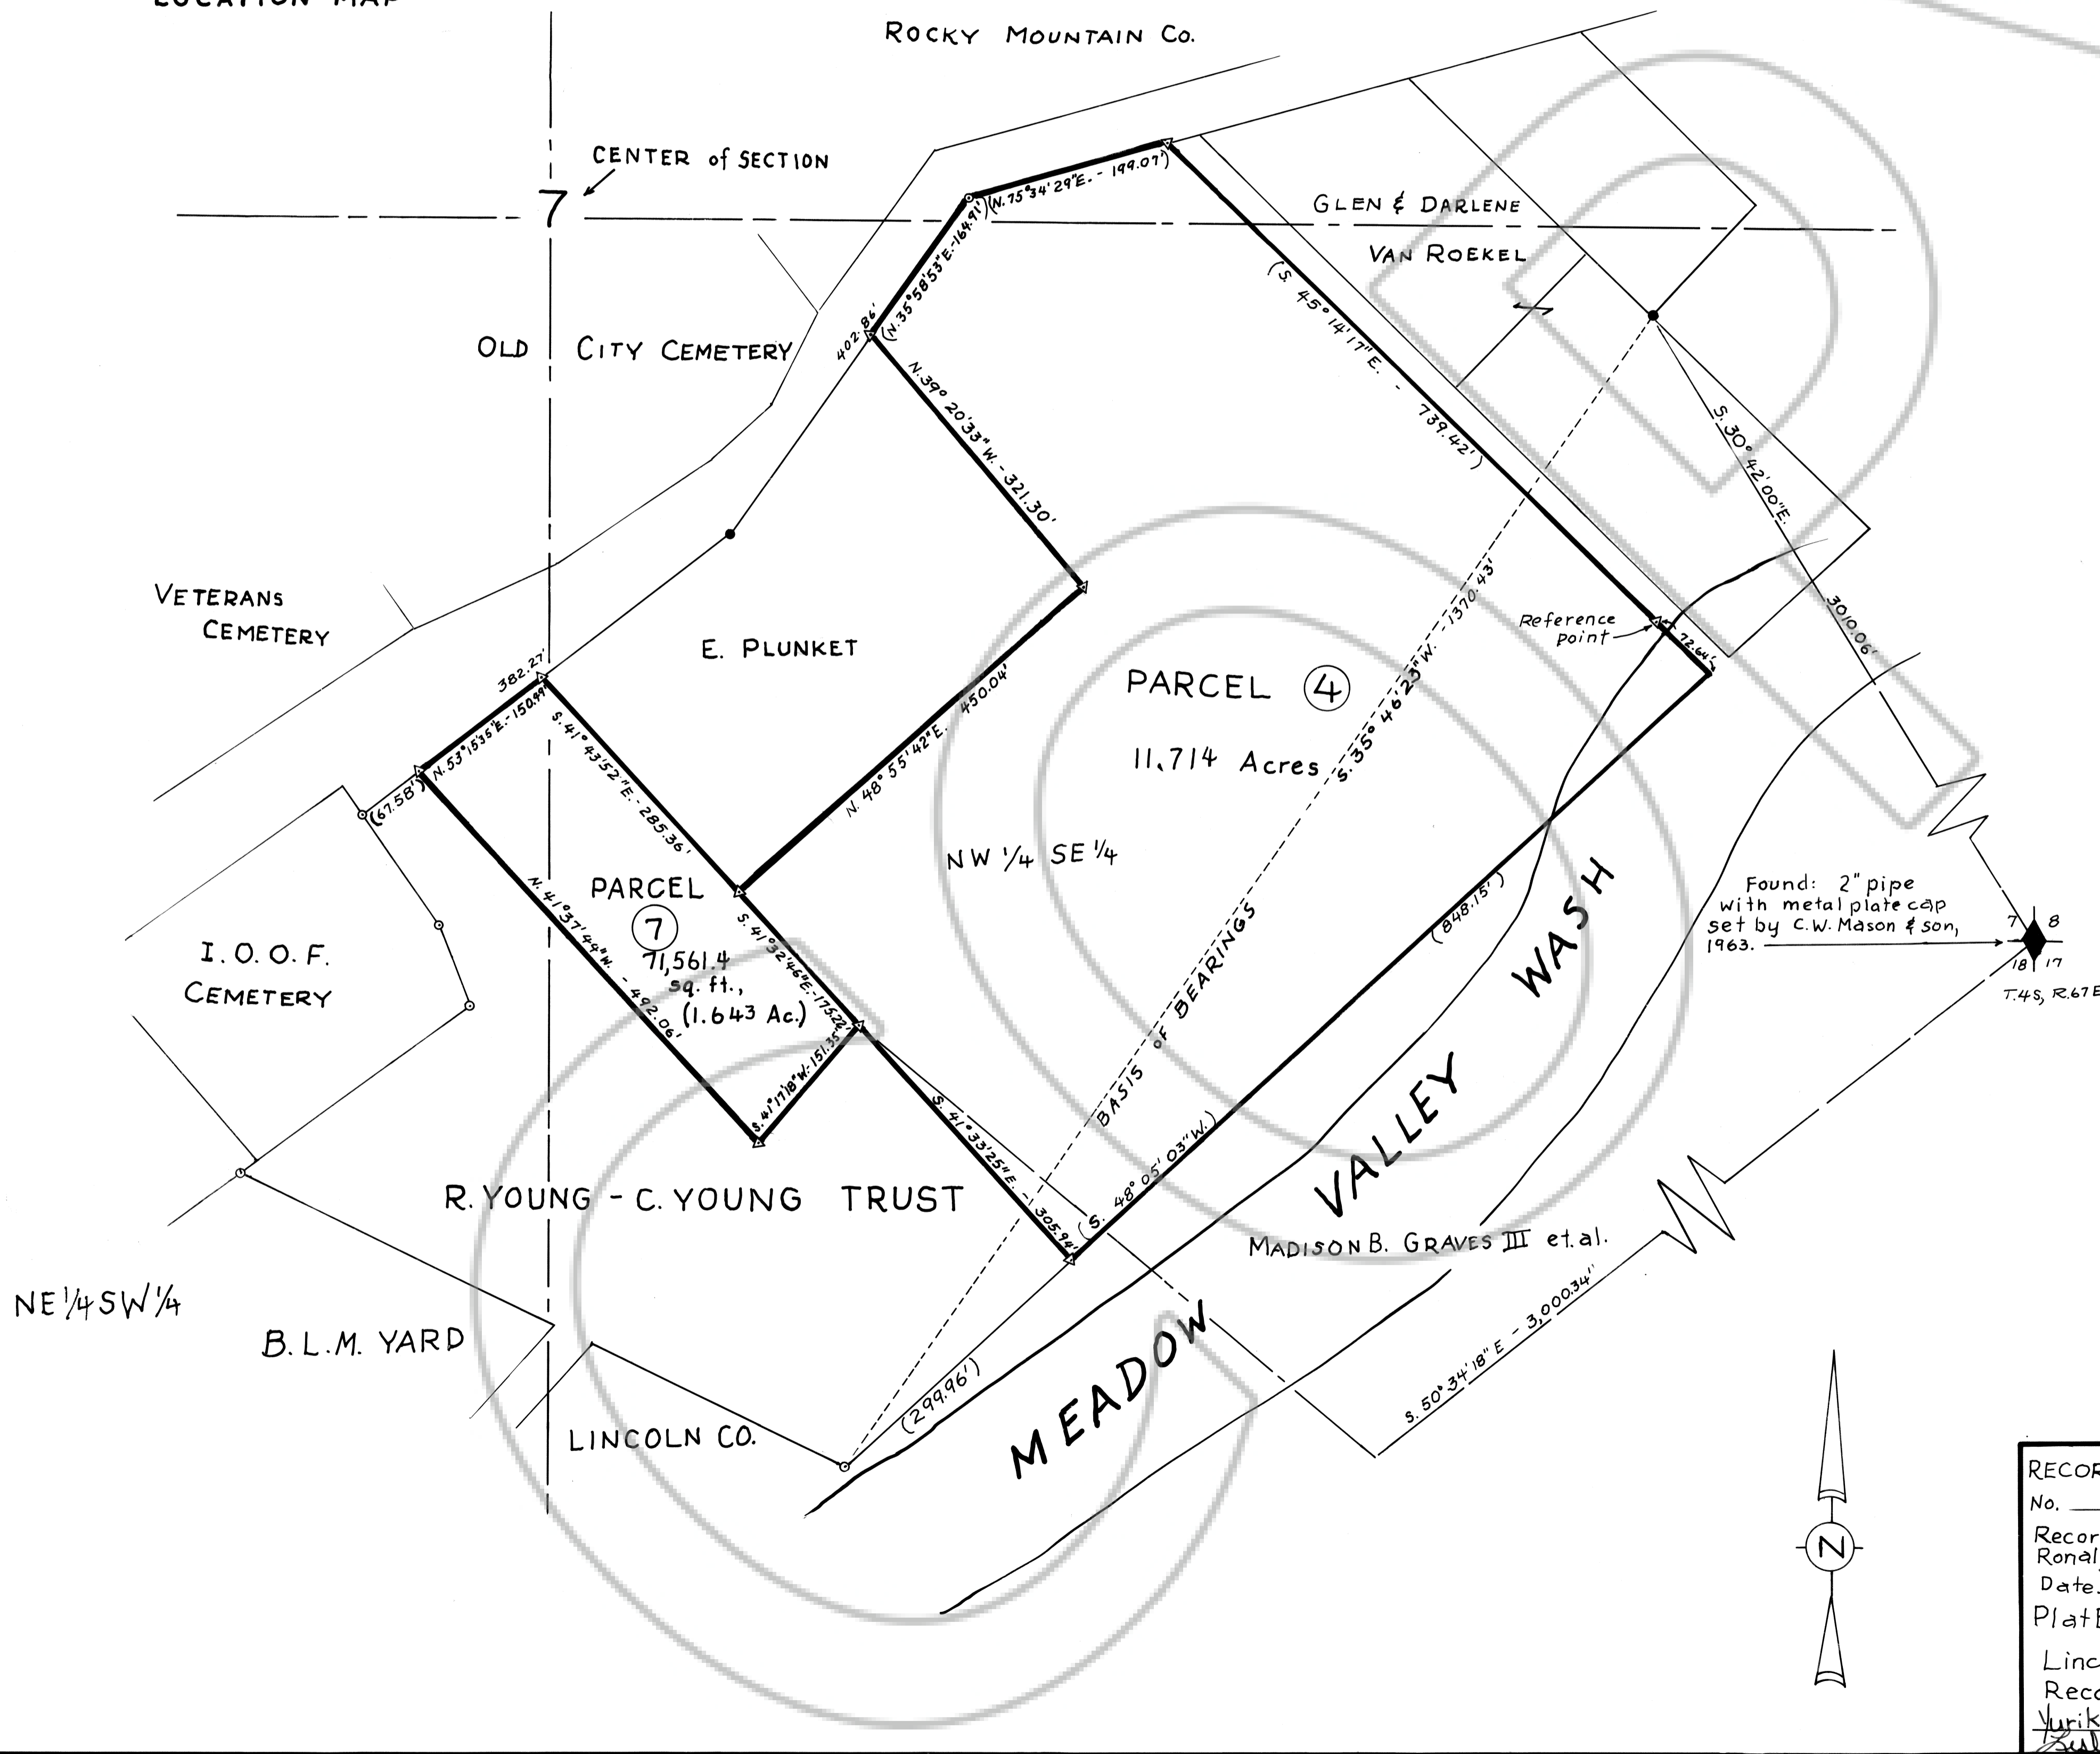 ROCKY MOUNTAIN CO.
CENTER of SECTION
7
(N. 75°34'29"E. - 199.07')
(N. 35°58'53"E. - 164.91')
GLEN & DARLENE
VAN ROEKEL
402.86'
OLD CITY CEMETERY
(S. 45°14'17"E. - 739.42')
N. 39°20'33"W. - 321.30'
S. 30°42'00"E.
3010.06'
VETERANS
CEMETERY
E. PLUNKET
382.27'
N. 53°15'35"E. - 150.99'
(67.58')
S. 41°43'52"E. - 285.36'
N. 48°55'42"E. 450.04'
Reference
point
72.64'
PARCEL 4
11.714 Acres
S. 35°46'23"W. - 1370.43'
BASIS OF BEARINGS
NW 1/4 SE 1/4
PARCEL
7
71,561.4
sq. ft.,
(1.643 Ac.)
N. 41°37'44"W. - 492.06'
S. 41°32'46"E. - 175.22'
S. 41°17'18"W. - 151.35'
I.O.O.F.
CEMETERY
(848.15')
Found: 2" pipe
with metal plate cap
set by C.W. Mason & son,
1963.
7 8
18 17
T.4S, R.67E
S. 41°33'25"E. - 305.94'
(S. 48°05'03"W.)
R. YOUNG - C. YOUNG TRUST
MADISON B. GRAVES III et.al.
S. 50°34'18"E - 3,000.34"
NE 1/4 SW 1/4
B.L.M. YARD
LINCOLN CO.
(299.96')
MEADOW VALLEY WASH
N
No.
Date